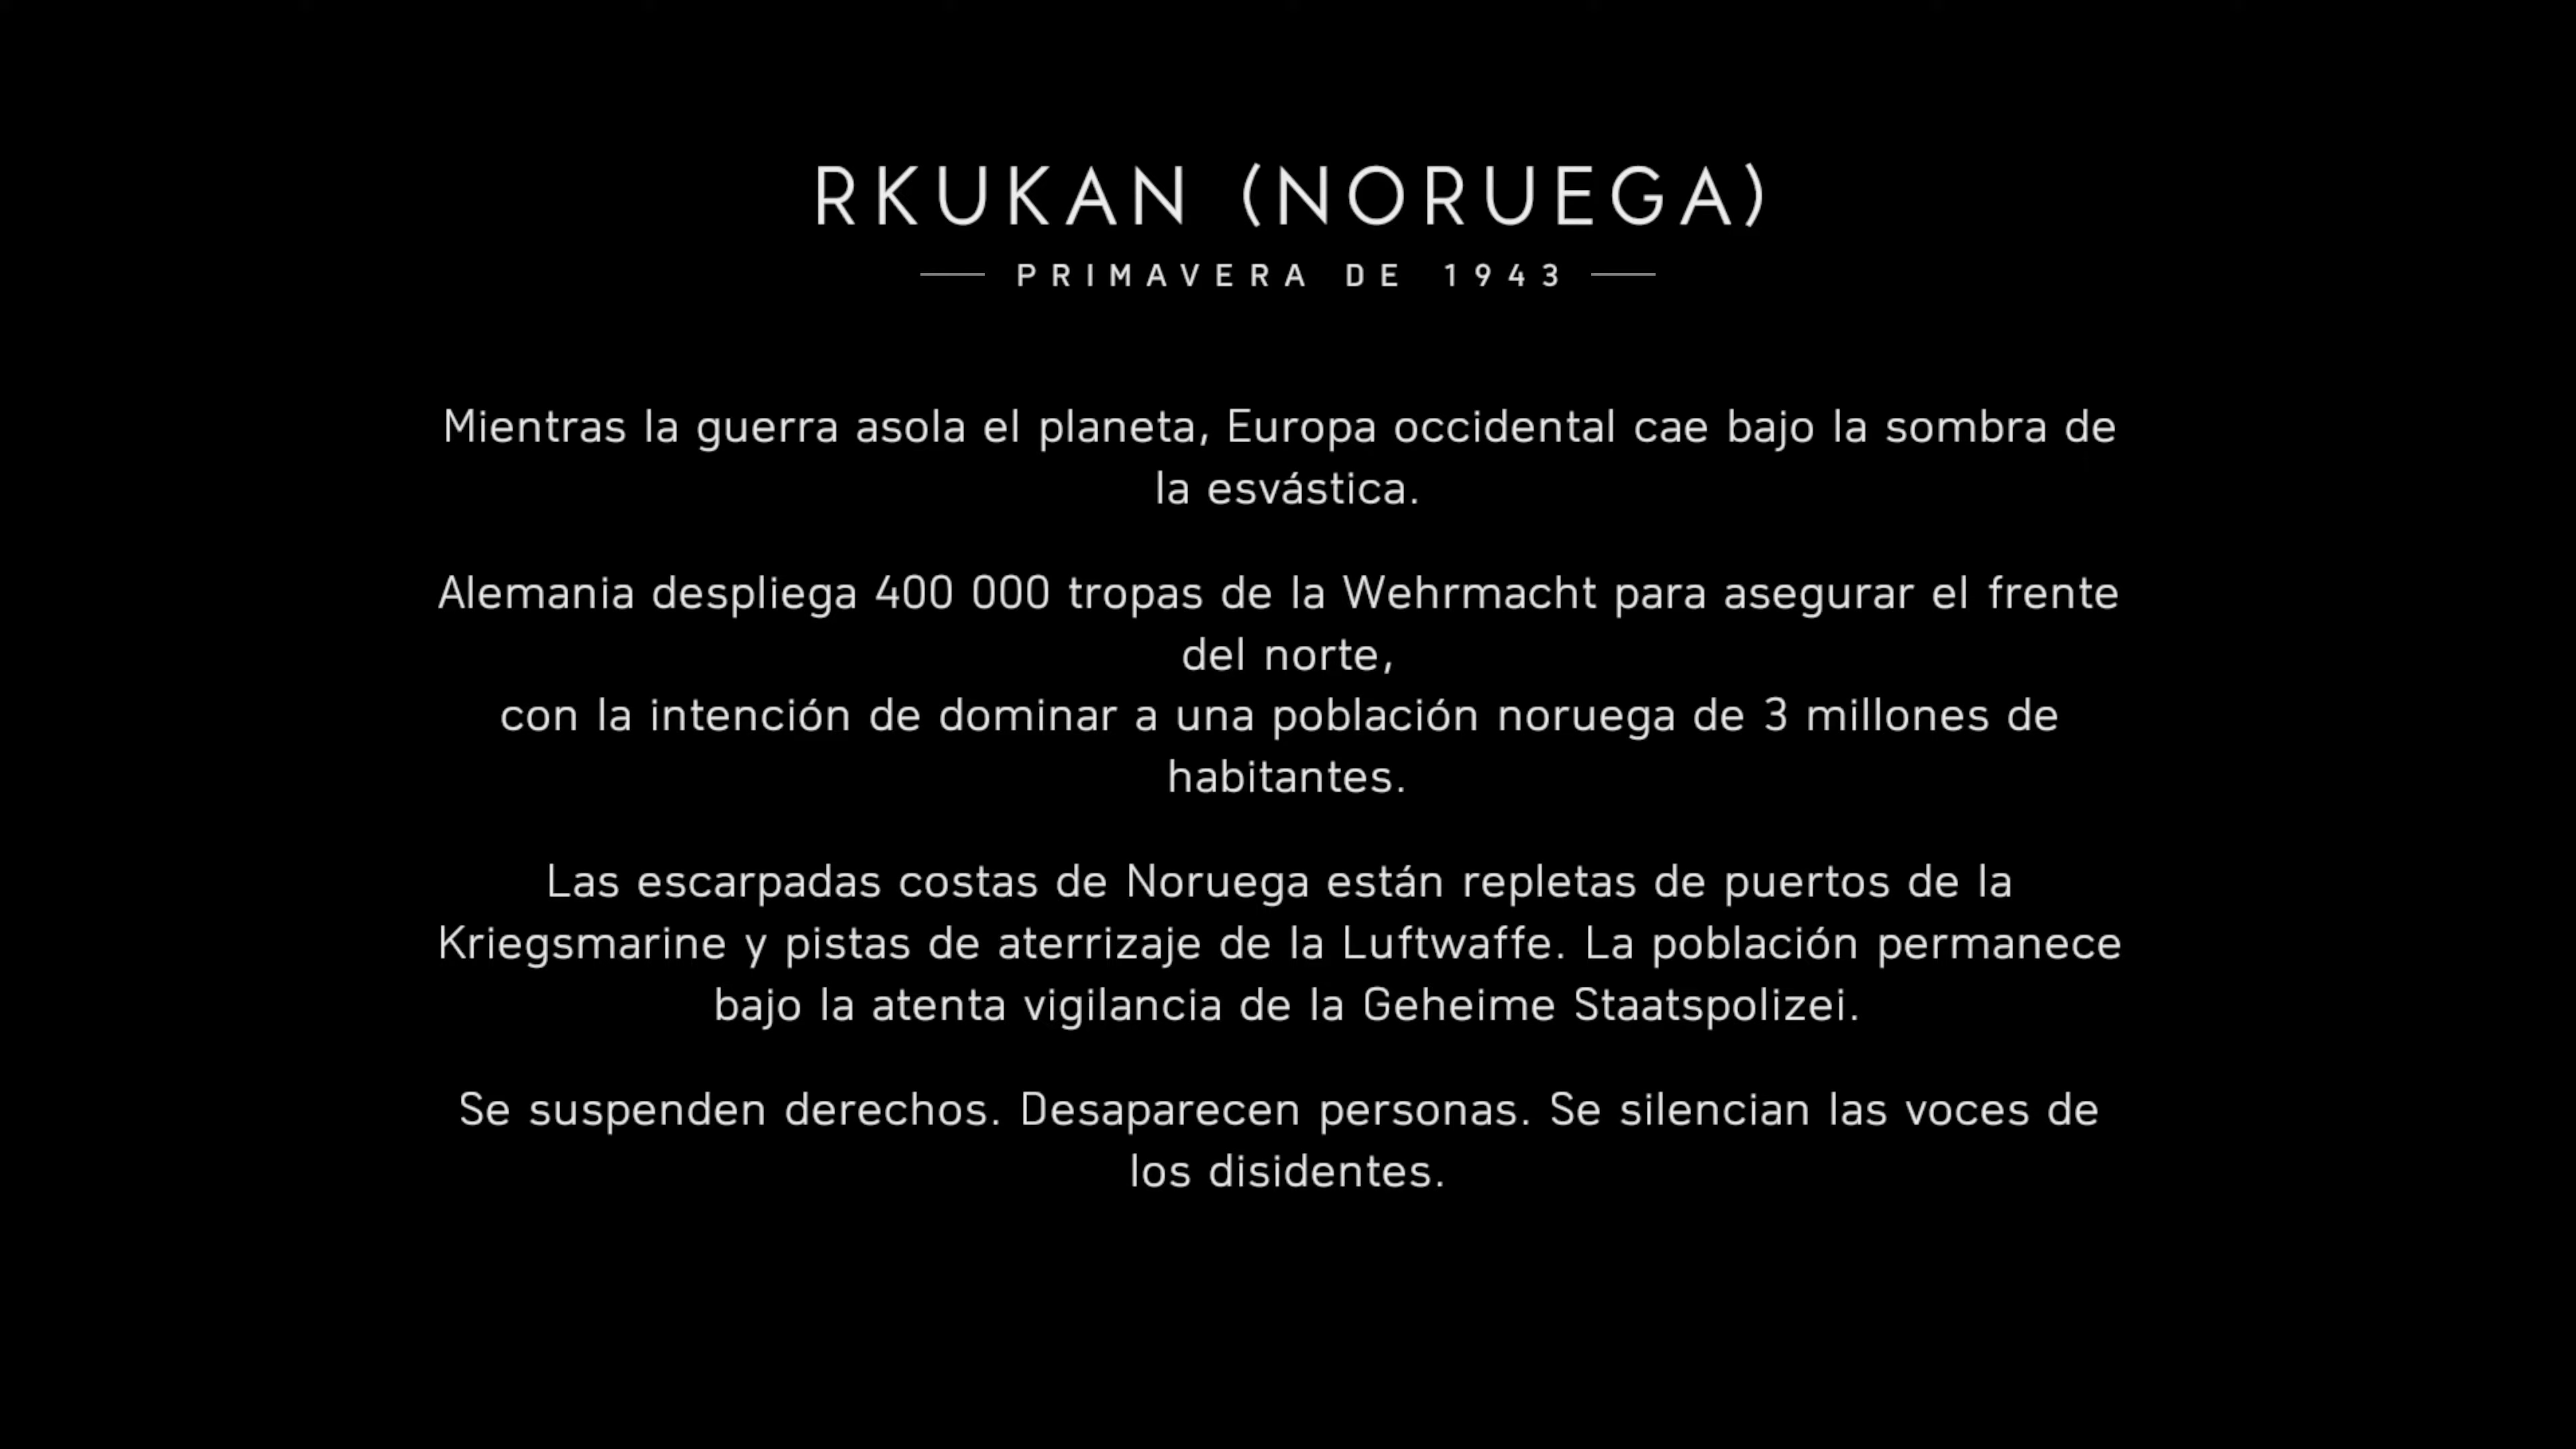 RKUKAN (NORUEGA)
PRIMAVERA DE 1943
Mientras la guerra asola el planeta, Europa occidental cae bajo la sombra de
la esvástica.
Alemania despliega 400 000 tropas de la Wehrmacht para asegurar el frente
del norte,
con la intención de dominar a una población noruega de 3 millones de
habitantes.
Las escarpadas costas de Noruega están repletas de puertos de la
Kriegsmarine y pistas de aterrizaje de la Luftwaffe. La población permanece
bajo la atenta vigilancia de la Geheime Staatspolizei.
Se suspenden derechos. Desaparecen personas. Se silencian las voces de
los disidentes.